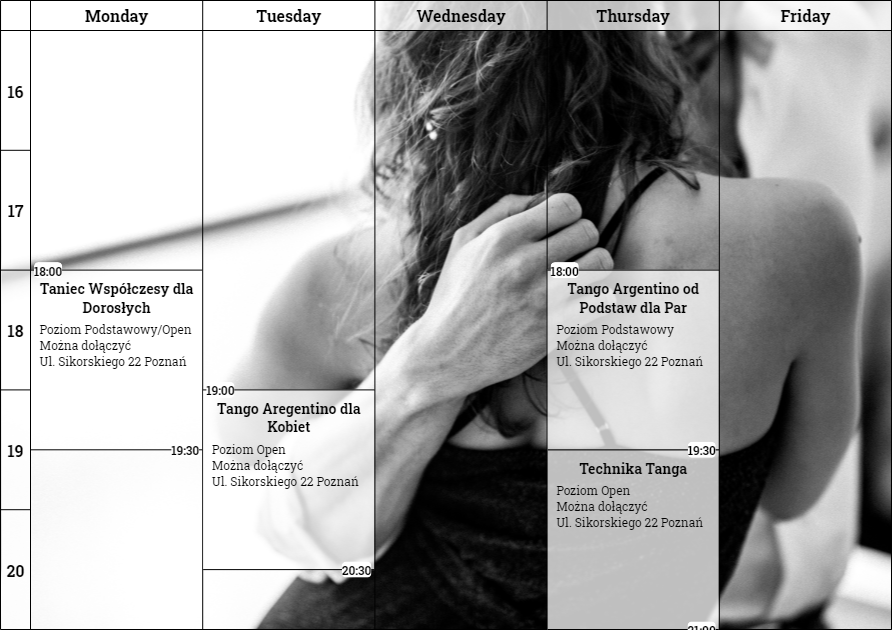 Monday
Tuesday
Wednesday
Thursday
Friday
16
17
18
19
20
18:00
Taniec Współczesy dla
Dorosłych
Poziom Podstawowy/Open
Można dołączyć
Ul. Sikorskiego 22 Poznań
19:30
19:00
Tango Aregentino dla
Kobiet
Poziom Open
Można dołączyć
Ul. Sikorskiego 22 Poznań
20:30
18:00
Tango Argentino od
Podstaw dla Par
Poziom Podstawowy
Można dołączyć
Ul. Sikorskiego 22 Poznań
19:30
Technika Tanga
Poziom Open
Można dołączyć
Ul. Sikorskiego 22 Poznań